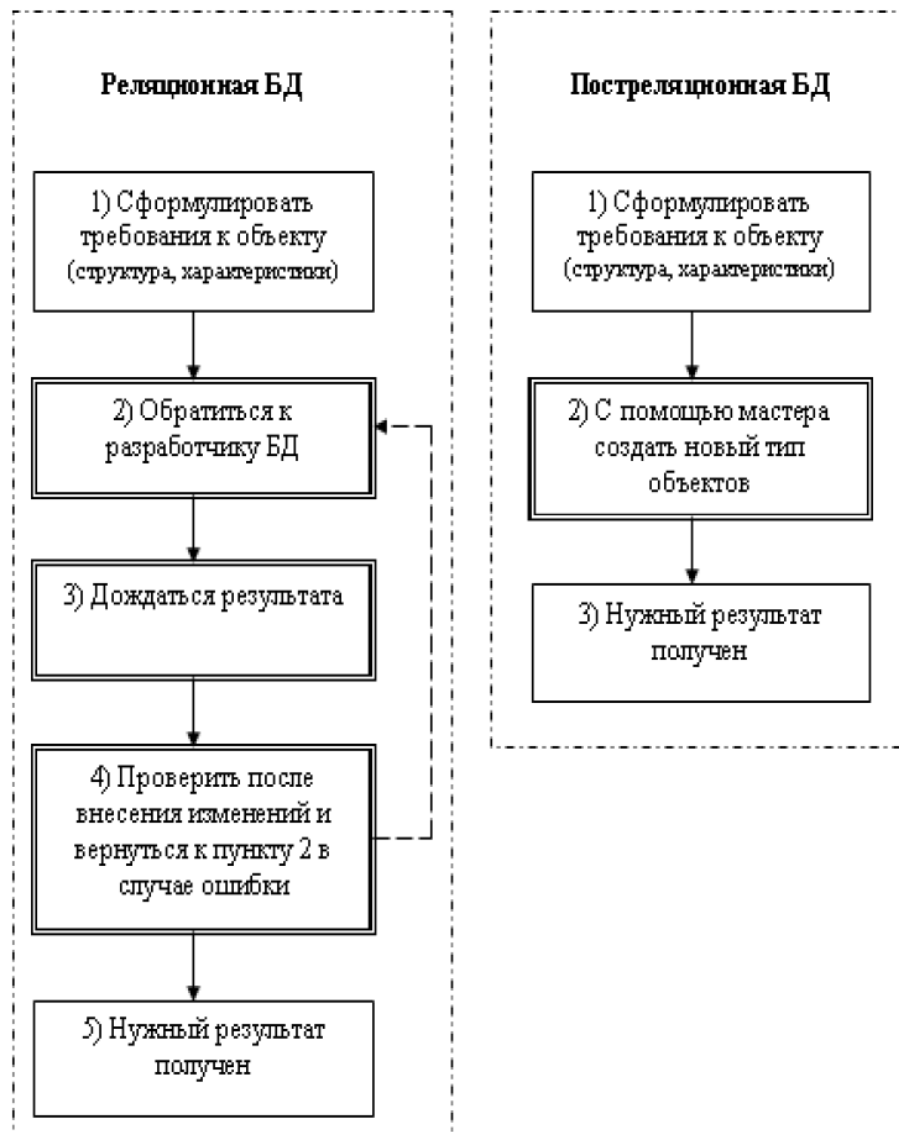 Реляционная БД
1) Сформулировать
требования к объекту
(структура, характеристики)
2) Обратиться к
разработчику БД
3) Дождаться результата
4) Проверить после
внесения изменений и
вернуться к пункту 2 в
случае ошибки
5) Нужный результат
получен
Постреляционная БД
1) Сформулировать
требования к объекту
(структура, характеристики)
2) С помощью мастера
создать новый тип
объектов
3) Нужный результат
получен